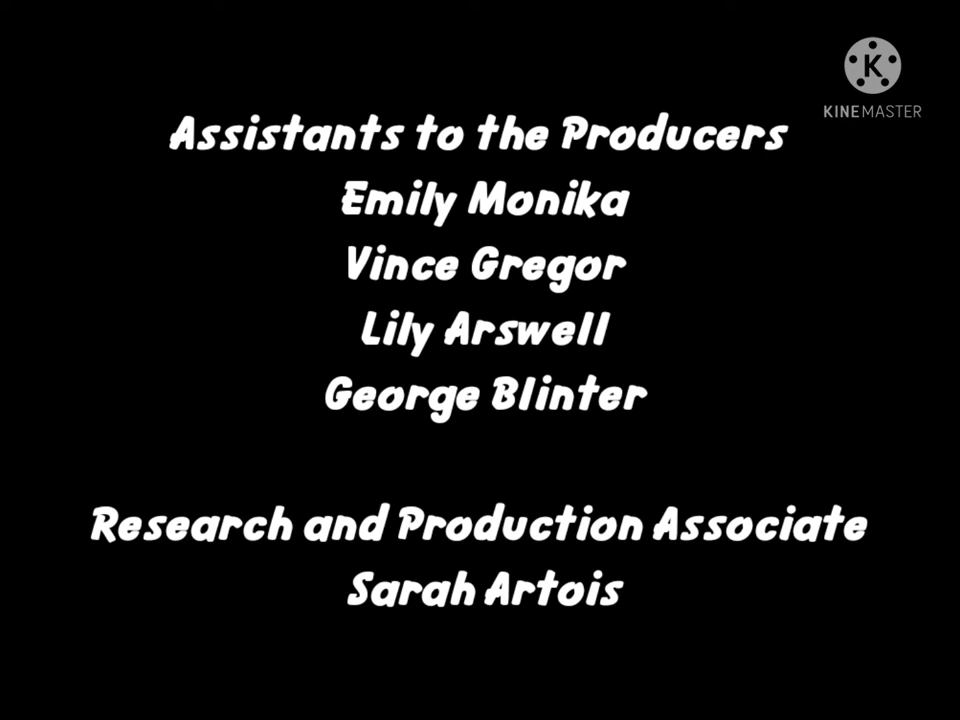 K
KINEMASTER
Assistants to the Producers
Emily Monika
Vince Gregor
Lily Arswell
George Blinter
Research and Production Associate
Sarah Artois